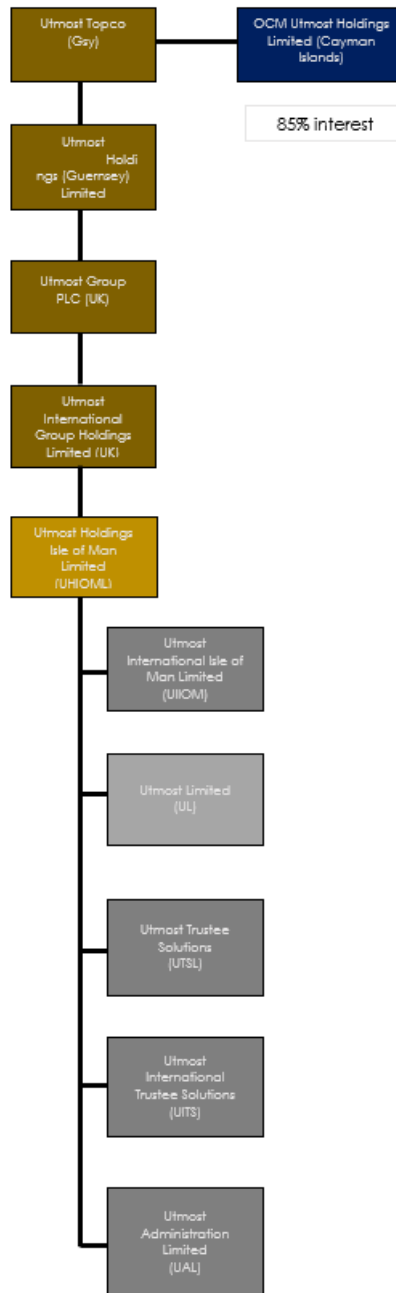 Utmost Topco
(Gsy)
OCM Utmost Holdings
Limited (Cayman
Islands)
85% interest
Utmost
Holdi
ngs (Guernsey)
Limited
Utmost Group
PLC (UK)
Utmost
International
Group Holdings
Limited (UK)
Utmost Holdings
Isle of Man
Limited
(UHIOML)
Utmost
International Isle of
Man Limited
(UIIOM)
Utmost Limited
(UL)
Utmost Trustee
Solutions
(UTSL)
Utmost
International
Trustee Solutions
(UITS)
Utmost
Administration
Limited
(UAL)